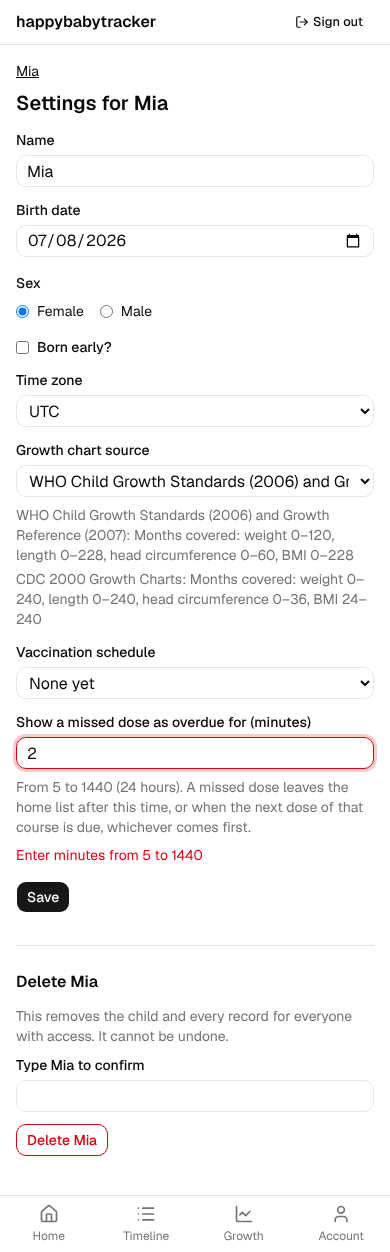 happybabytracker
Sign out
Mia
Settings for Mia
Name
Mia
Birth date
07/08/2026
Sex
Female
Male
Born early?
Time zone
UTC
Growth chart source
WHO Child Growth Standards (2006) and Gr
WHO Child Growth Standards (2006) and Growth
Reference (2007): Months covered: weight 0–120,
length 0–228, head circumference 0–60, BMI 0–228
CDC 2000 Growth Charts: Months covered: weight 0–
240, length 0–240, head circumference 0–36, BMI 24–
240
Vaccination schedule
None yet
Show a missed dose as overdue for (minutes)
2
From 5 to 1440 (24 hours). A missed dose leaves the
home list after this time, or when the next dose of that
course is due, whichever comes first.
Enter minutes from 5 to 1440
Save
Delete Mia
This removes the child and every record for everyone
with access. It cannot be undone.
Type Mia to confirm
Delete Mia
Home
Timeline
Growth
Account